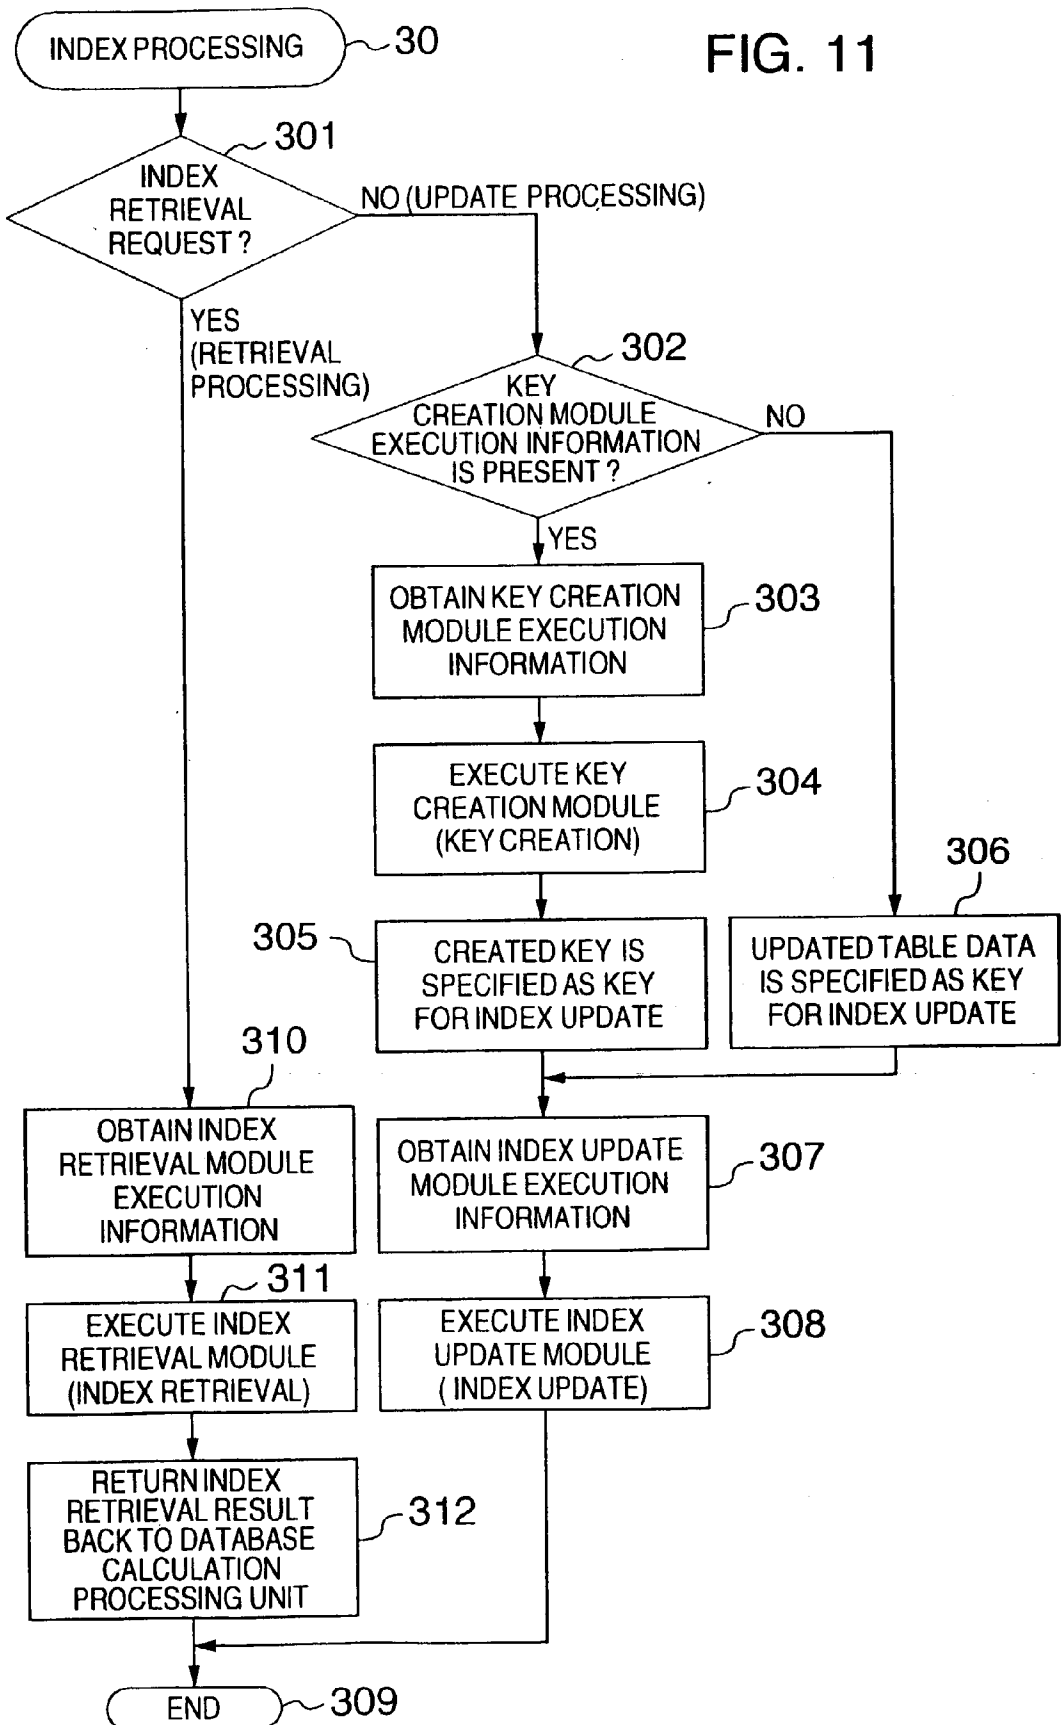 FIG. 11
INDEX PROCESSING
30
301
INDEX
RETRIEVAL
REQUEST ?
NO (UPDATE PROCESSING)
YES
(RETRIEVAL
PROCESSING)
302
KEY
CREATION MODULE
EXECUTION INFORMATION
IS PRESENT ?
NO
YES
OBTAIN KEY CREATION
MODULE EXECUTION
INFORMATION
303
EXECUTE KEY
CREATION MODULE
(KEY CREATION)
304
305
CREATED KEY IS
SPECIFIED AS KEY
FOR INDEX UPDATE
306
UPDATED TABLE DATA
IS SPECIFIED AS KEY
FOR INDEX UPDATE
310
OBTAIN INDEX
RETRIEVAL MODULE
EXECUTION
INFORMATION
OBTAIN INDEX UPDATE
MODULE EXECUTION
INFORMATION
307
311
EXECUTE INDEX
RETRIEVAL MODULE
(INDEX RETRIEVAL)
EXECUTE INDEX
UPDATE MODULE
( INDEX UPDATE)
308
RETURN INDEX
RETRIEVAL RESULT
BACK TO DATABASE
CALCULATION
PROCESSING UNIT
312
END
309